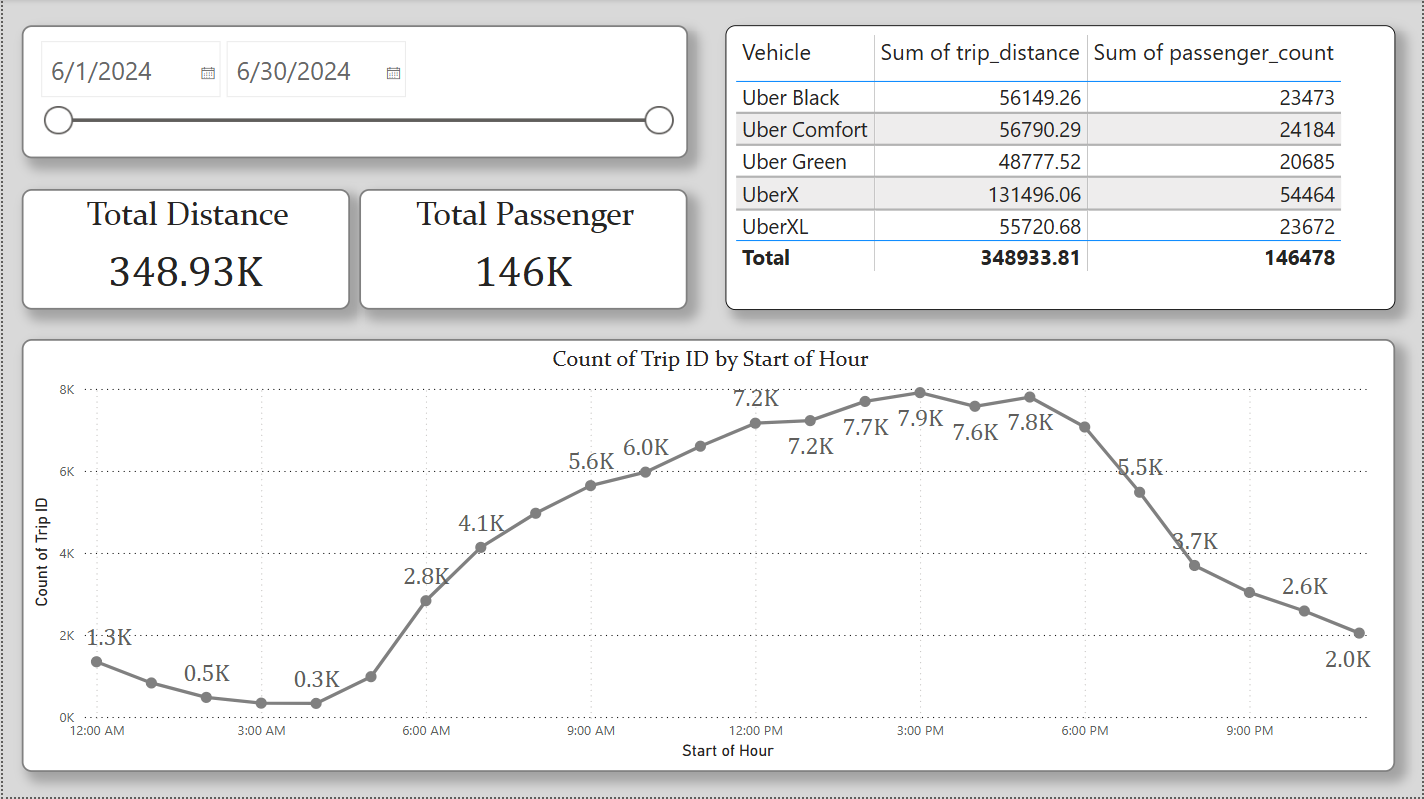 6/1/2024 6/30/2024
Total Distance
348.93K
Total Passenger
146K
Vehicle Sum of trip_distance Sum of passenger_count
Uber Black 56149.26 23473
Uber Comfort 56790.29 24184
Uber Green 48777.52 20685
UberX 131496.06 54464
UberXL 55720.68 23672
Total 348933.81 146478
Count of Trip ID by Start of Hour
Count of Trip ID
8K
6K
4K
2K
0K
1.3K
0.5K
0.3K
2.8K
4.1K
5.6K
6.0K
7.2K
7.2K
7.7K
7.9K
7.6K
7.8K
5.5K
3.7K
2.6K
2.0K
12:00 AM 3:00 AM 6:00 AM 9:00 AM 12:00 PM 3:00 PM 6:00 PM 9:00 PM
Start of Hour